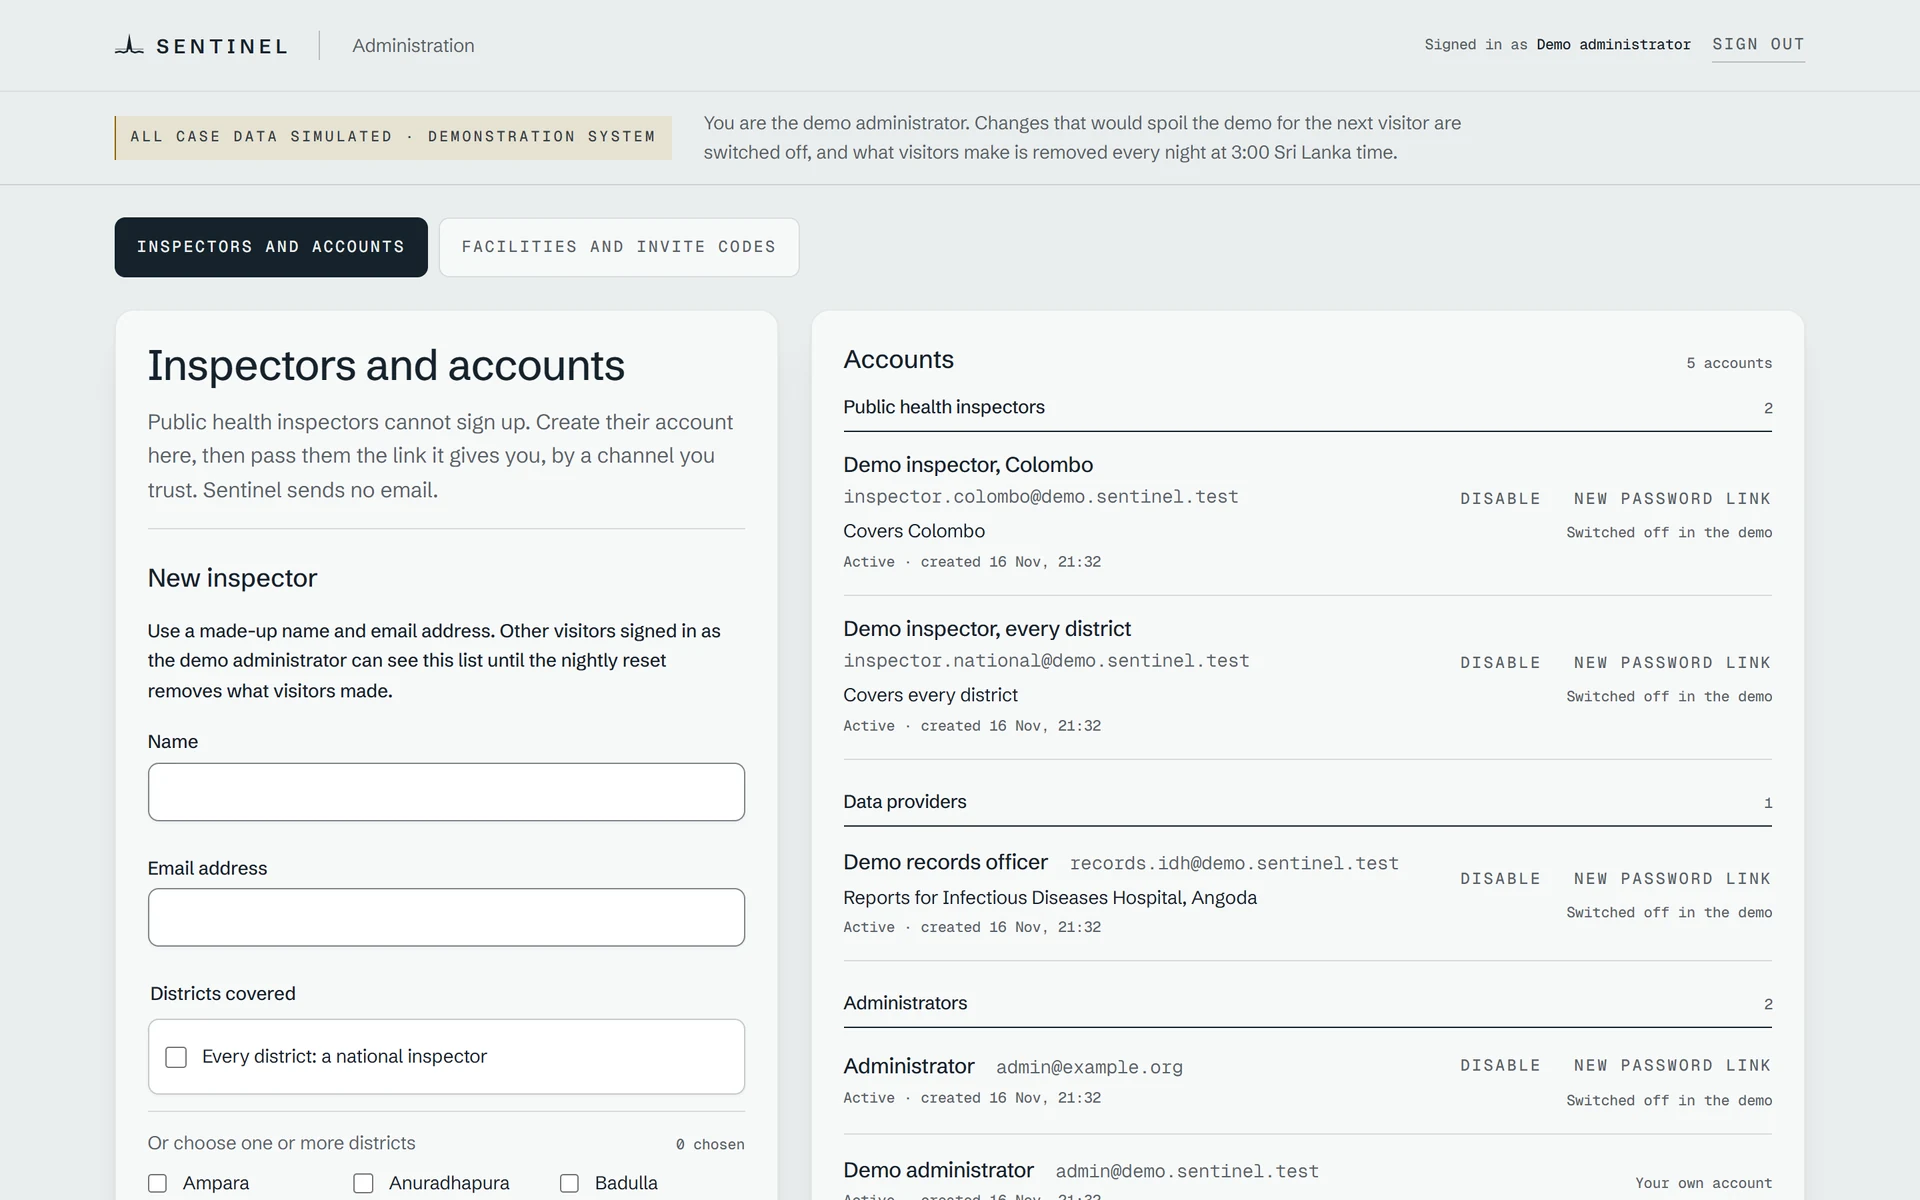 SENTINEL
Administration
Signed in as Demo administrator
SIGN OUT
ALL CASE DATA SIMULATED · DEMONSTRATION SYSTEM
You are the demo administrator. Changes that would spoil the demo for the next visitor are
switched off, and what visitors make is removed every night at 3:00 Sri Lanka time.
INSPECTORS AND ACCOUNTS
FACILITIES AND INVITE CODES
Inspectors and accounts
Public health inspectors cannot sign up. Create their account
here, then pass them the link it gives you, by a channel you
trust. Sentinel sends no email.
New inspector
Use a made-up name and email address. Other visitors signed in as
the demo administrator can see this list until the nightly reset
removes what visitors made.
Name
Email address
Districts covered
Every district: a national inspector
Or choose one or more districts
0 chosen
Ampara
Anuradhapura
Badulla
Accounts
5 accounts
Public health inspectors
2
Demo inspector, Colombo
inspector.colombo@demo.sentinel.test
Covers Colombo
Active · created 16 Nov, 21:32
DISABLE
NEW PASSWORD LINK
Switched off in the demo
Demo inspector, every district
inspector.national@demo.sentinel.test
Covers every district
Active · created 16 Nov, 21:32
DISABLE
NEW PASSWORD LINK
Switched off in the demo
Data providers
1
Demo records officer
records.idh@demo.sentinel.test
Reports for Infectious Diseases Hospital, Angoda
Active · created 16 Nov, 21:32
DISABLE
NEW PASSWORD LINK
Switched off in the demo
Administrators
2
Administrator
admin@example.org
Active · created 16 Nov, 21:32
DISABLE
NEW PASSWORD LINK
Switched off in the demo
Demo administrator
admin@demo.sentinel.test
Active · created 16 Nov, 21:32
Your own account